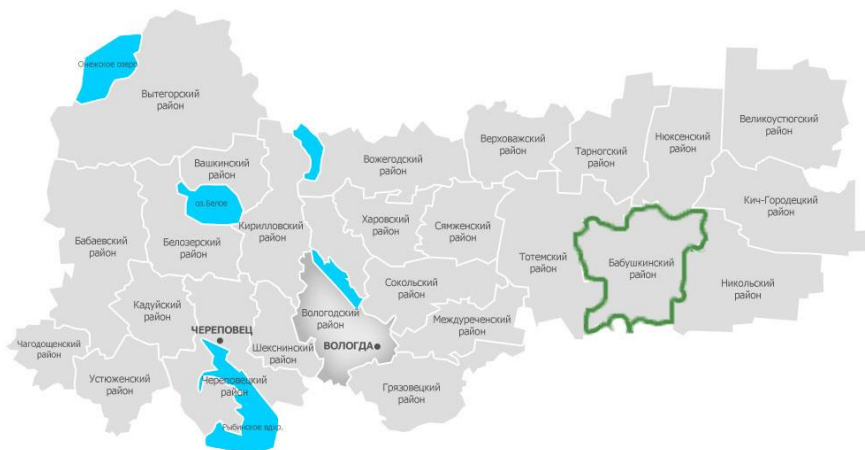 Онежское озеро
Вытегорский
район
Великоустюгский
район
Верховажский
район
Тарногский
район
Нюксенский
район
Вашкинский
район
Вожегодский
район
оз.Белое
Кич-Городецкий
район
Бабаевский
район
Белозерский
район
Кирилловский
район
Харовский
район
Сямженский
район
Тотемский
район
Бабушкинский
район
Никольский
район
Кадуйский
район
Сокольский
район
Вологодский
район
Междуреченский
район
ЧЕРЕПОВЕЦ
Чагодощенский
район
Шекснинский
район
ВОЛОГДА
Устюженский
район
Череповецкий
район
Грязовецкий
район
Рыбинское вдхр.